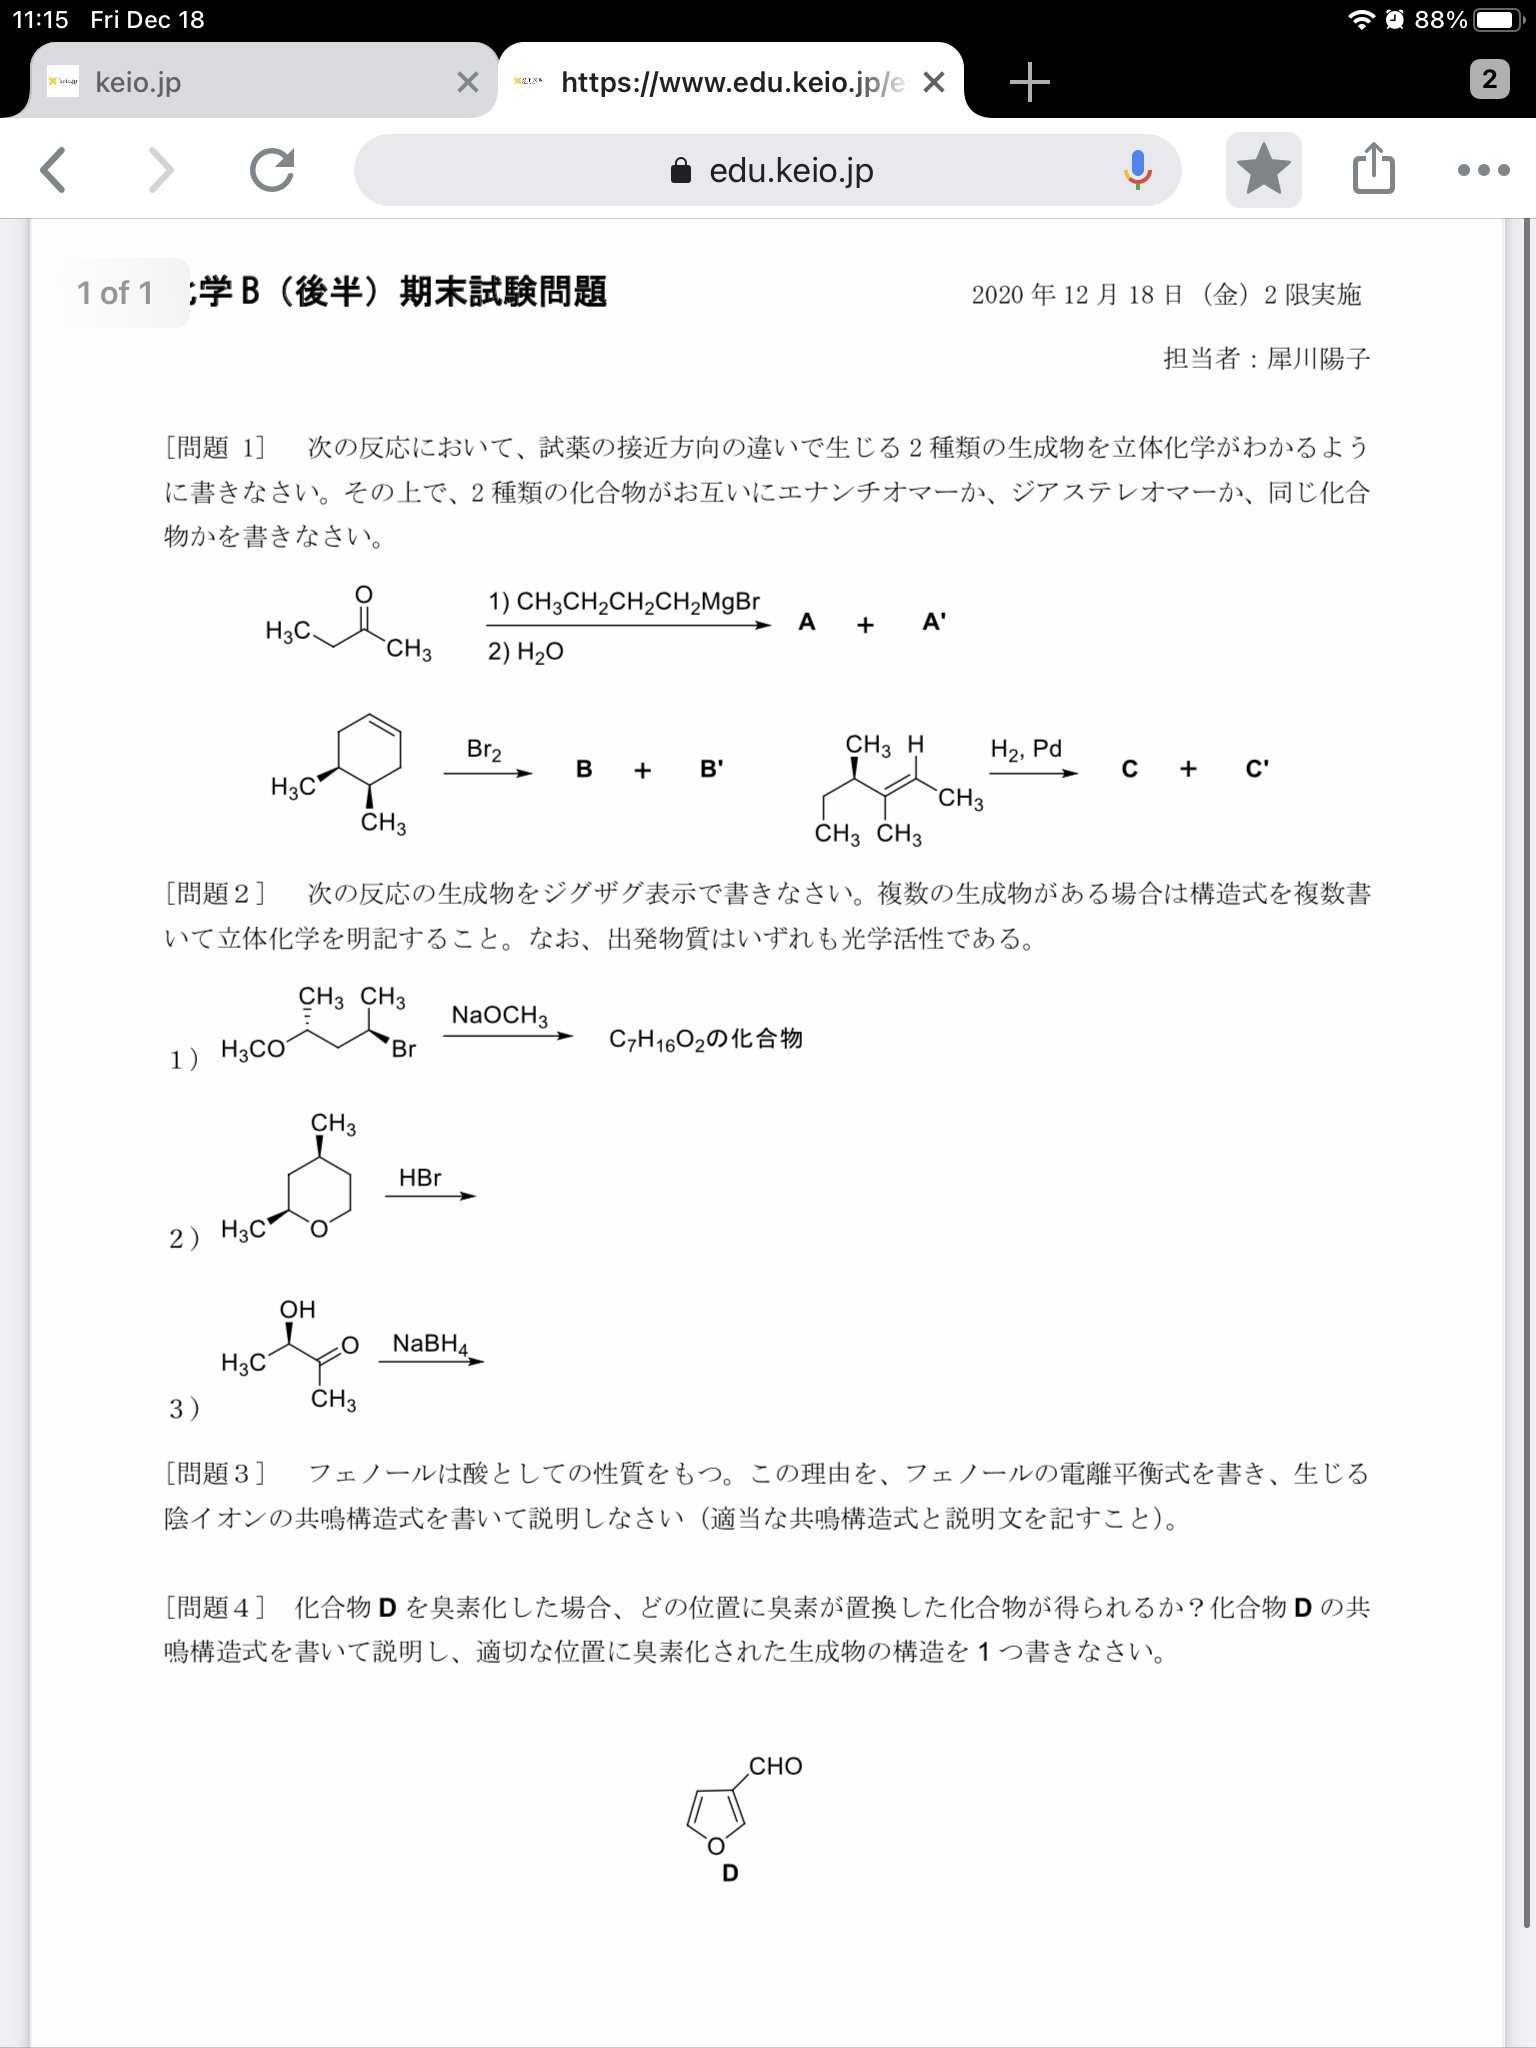 11:15 Fri Dec 18
88%
keio.jp
https://www.edu.keio.jp/e
2
edu.keio.jp
1 of 1
学 B（後半）期末試験問題
2020 年 12 月 18 日（金）2 限実施
担当者：犀川陽子
［問題 1］ 次の反応において、試薬の接近方向の違いで生じる 2 種類の生成物を立体化学がわかるよう
に書きなさい。その上で、2 種類の化合物がお互いにエナンチオマーか、ジアステレオマーか、同じ化合
物かを書きなさい。
O
H3C
CH3
1) CH3CH2CH2CH2MgBr
2) H2O
A + A'
H3C
CH3
Br2
B + B'
CH3 H
CH3
CH3 CH3
H2, Pd
C + C'
［問題２］ 次の反応の生成物をジグザグ表示で書きなさい。複数の生成物がある場合は構造式を複数書
いて立体化学を明記すること。なお、出発物質はいずれも光学活性である。
1）
CH3 CH3
H3CO
Br
NaOCH3
C7H16O2の化合物
2）
CH3
H3C
O
HBr
3）
OH
H3C
O
CH3
NaBH4
［問題３］ フェノールは酸としての性質をもつ。この理由を、フェノールの電離平衡式を書き、生じる
陰イオンの共鳴構造式を書いて説明しなさい（適当な共鳴構造式と説明文を記すこと）。
［問題４］ 化合物 D を臭素化した場合、どの位置に臭素が置換した化合物が得られるか？化合物 D の共
鳴構造式を書いて説明し、適切な位置に臭素化された生成物の構造を 1 つ書きなさい。
CHO
O
D